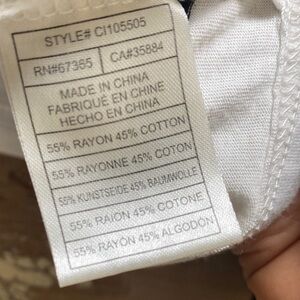 STYLE# CI105505
RN#67365 CA#35884
MADE IN CHINA
FABRIQUÉ EN CHINE
HECHO EN CHINA
55% RAYON 45% COTTON
55% RAYONNE 45% COTON
55% KUNSTSEIDE 45% BAUMWOLLE
55% RAION 45% COTONE
55% RAYÓN 45% ALGODÓN